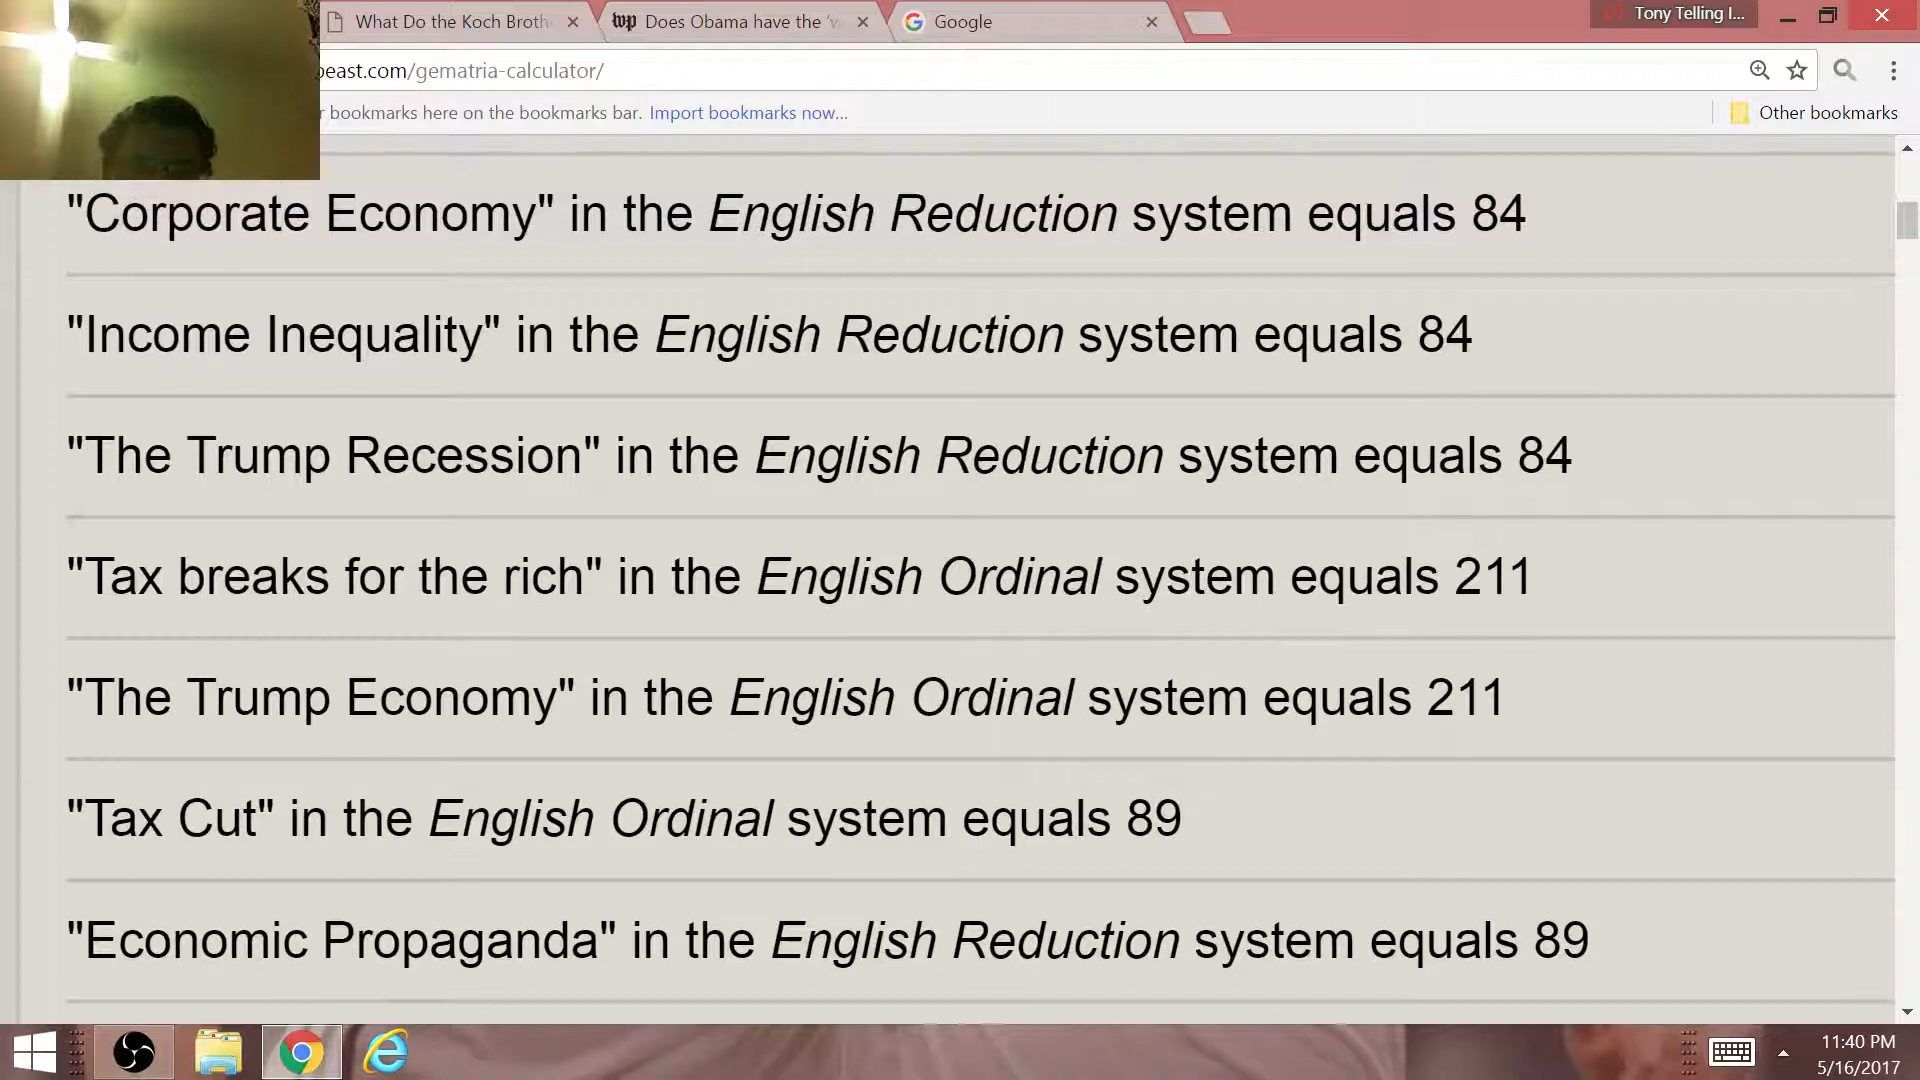 What Do the Koch Broth
wp Does Obama have the 'v
Google
Tony Telling I...
beast.com/gematria-calculator/
r bookmarks here on the bookmarks bar. Import bookmarks now...
Other bookmarks
"Corporate Economy" in the English Reduction system equals 84
"Income Inequality" in the English Reduction system equals 84
"The Trump Recession" in the English Reduction system equals 84
"Tax breaks for the rich" in the English Ordinal system equals 211
"The Trump Economy" in the English Ordinal system equals 211
"Tax Cut" in the English Ordinal system equals 89
"Economic Propaganda" in the English Reduction system equals 89
11:40 PM
5/16/2017